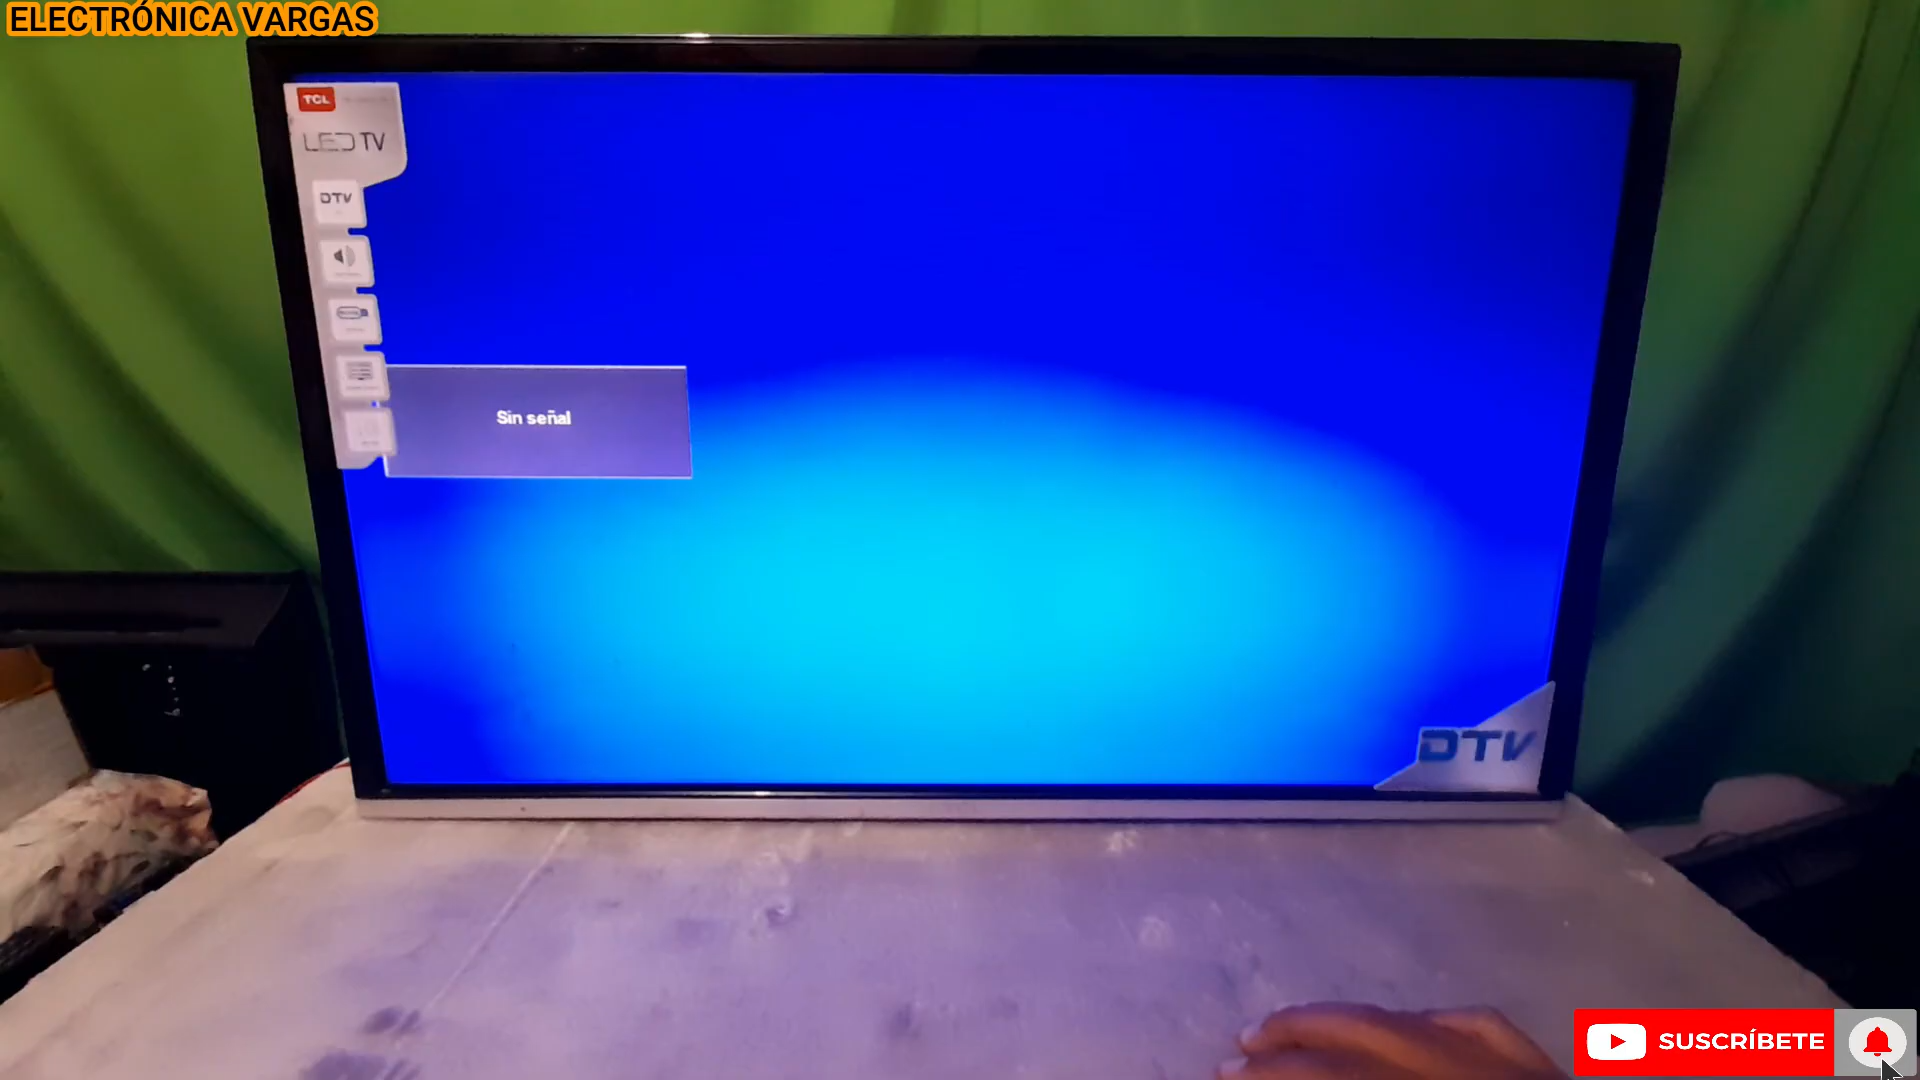 ELECTRÓNICA VARGAS
TCL
LED TV
DTV
Sin señal
DTV
SUSCRÍBETE